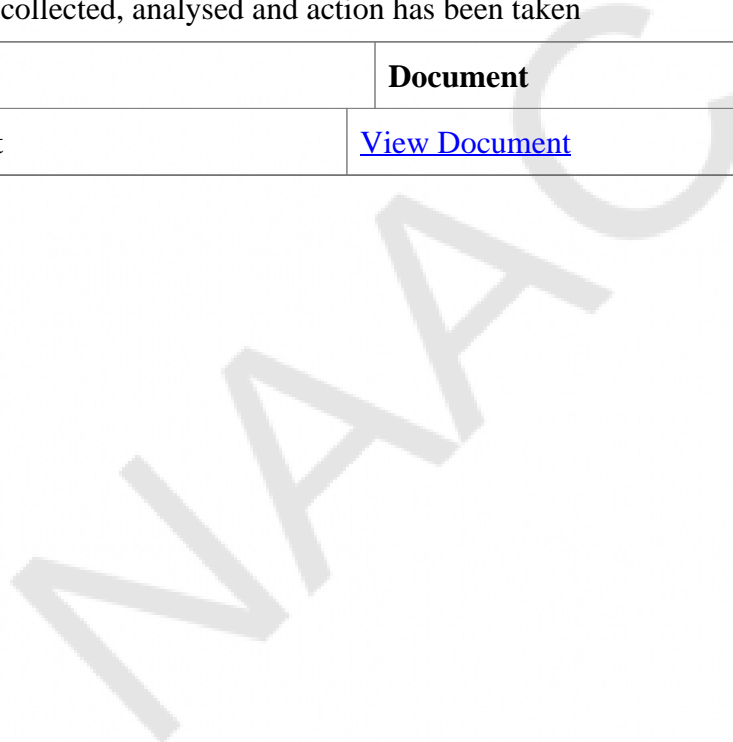 collected, analysed and action has been taken
Document
View Document
NAAC